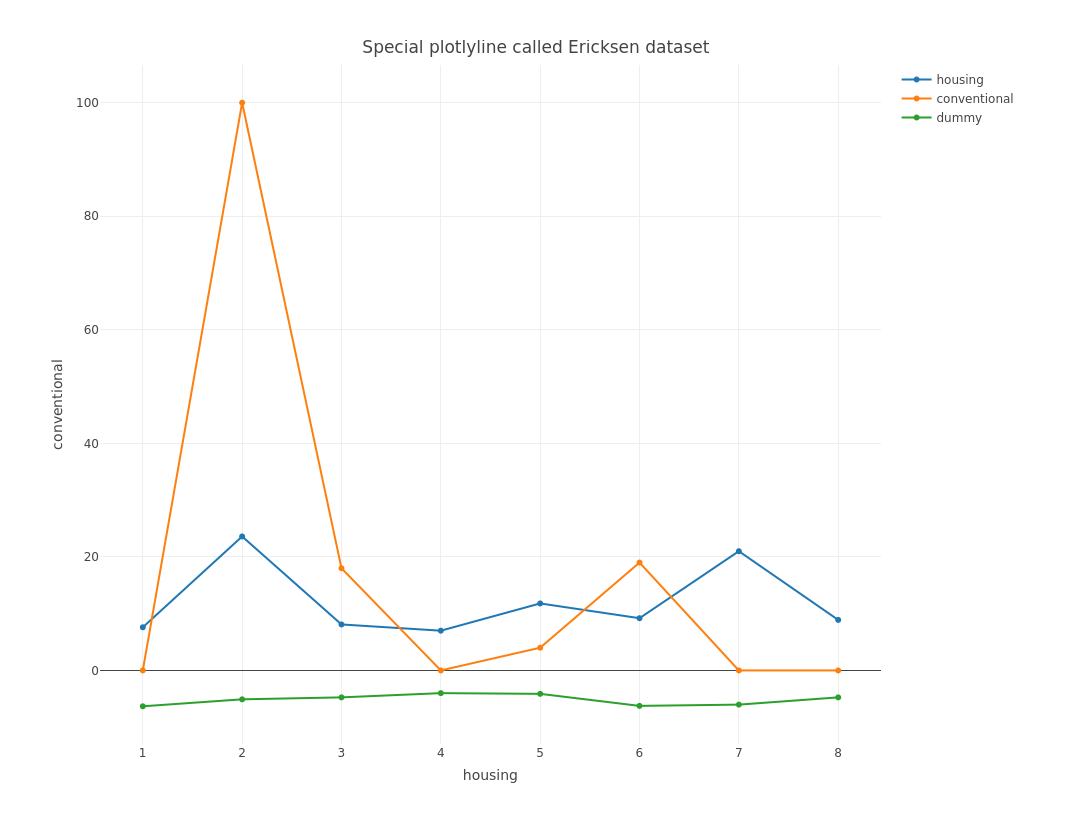 Special plotlyline called Ericksen dataset
housing
conventional
dummy
100
80
60
40
20
0
conventional
1 2 3 4 5 6 7 8
housing